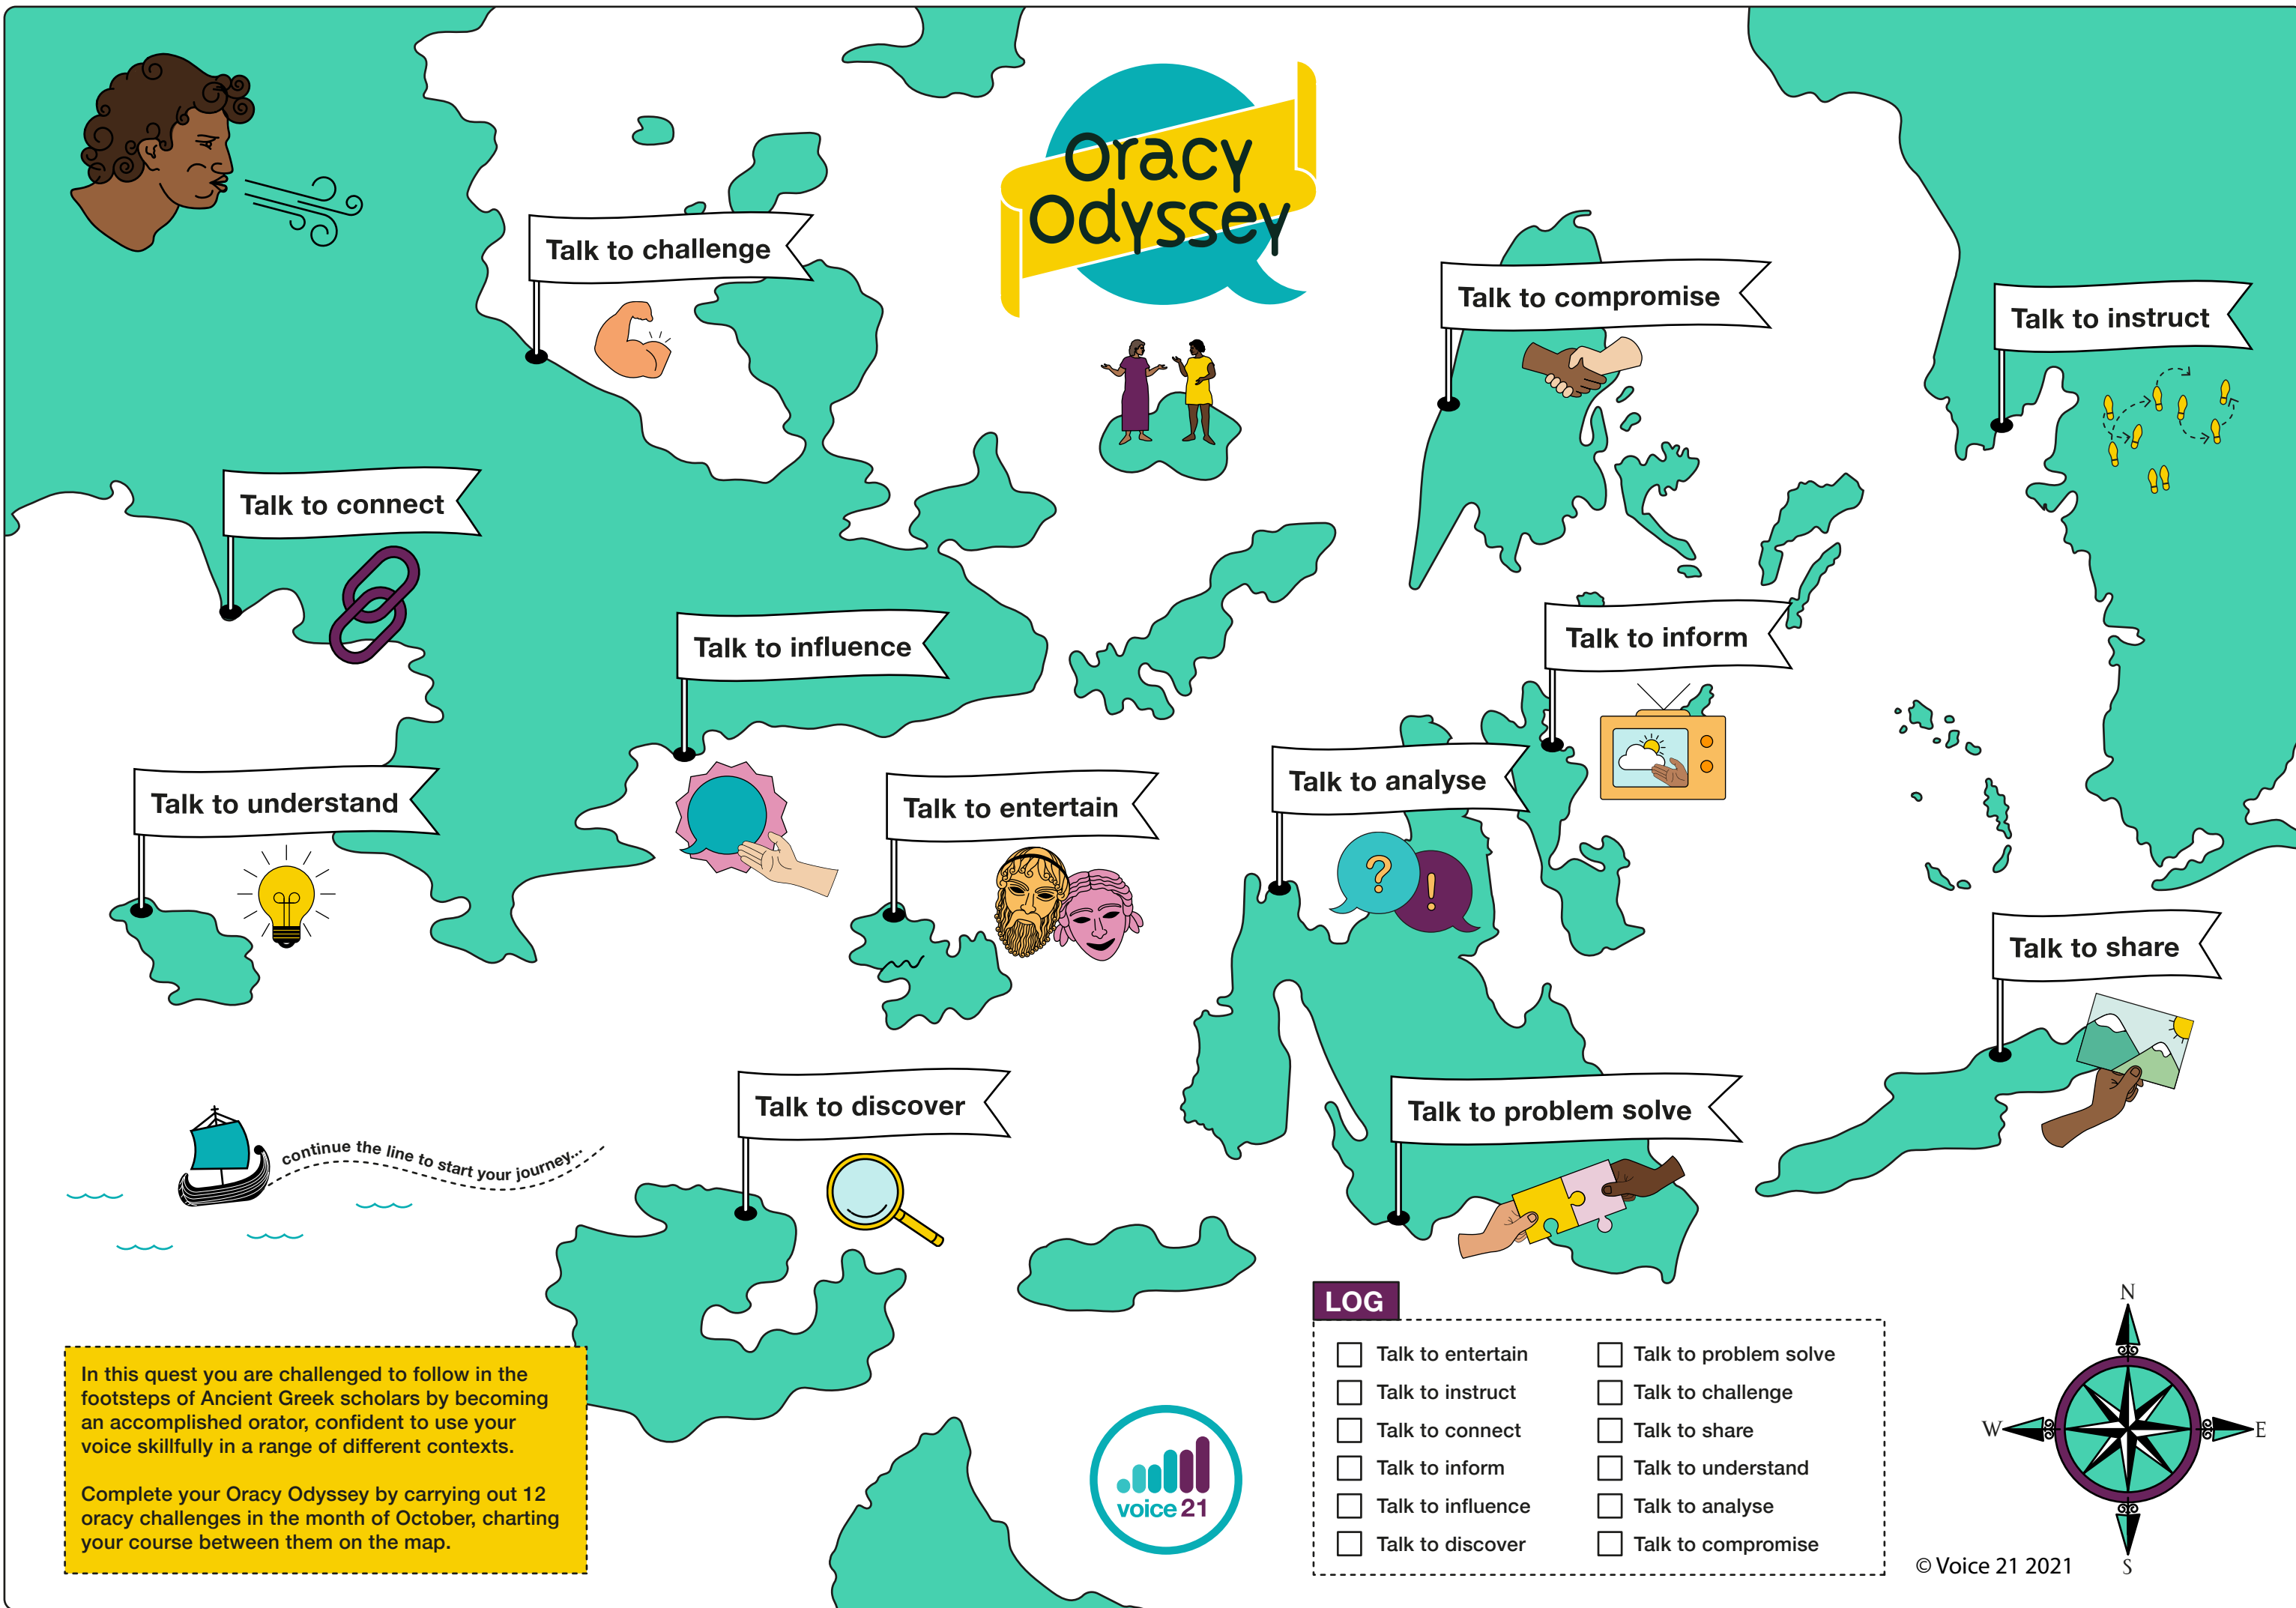 Oracy
Odyssey
Talk to challenge
Talk to compromise
Talk to instruct
Talk to connect
Talk to influence
Talk to inform
Talk to understand
Talk to entertain
Talk to analyse
?
!
Talk to share
Talk to discover
Talk to problem solve
continue the line to start your journey...
In this quest you are challenged to follow in the
footsteps of Ancient Greek scholars by becoming
an accomplished orator, confident to use your
voice skillfully in a range of different contexts.
Complete your Oracy Odyssey by carrying out 12
oracy challenges in the month of October, charting
your course between them on the map.
voice 21
LOG
Talk to entertain
Talk to instruct
Talk to connect
Talk to inform
Talk to influence
Talk to discover
Talk to problem solve
Talk to challenge
Talk to share
Talk to understand
Talk to analyse
Talk to compromise
N
W
E
S
© Voice 21 2021